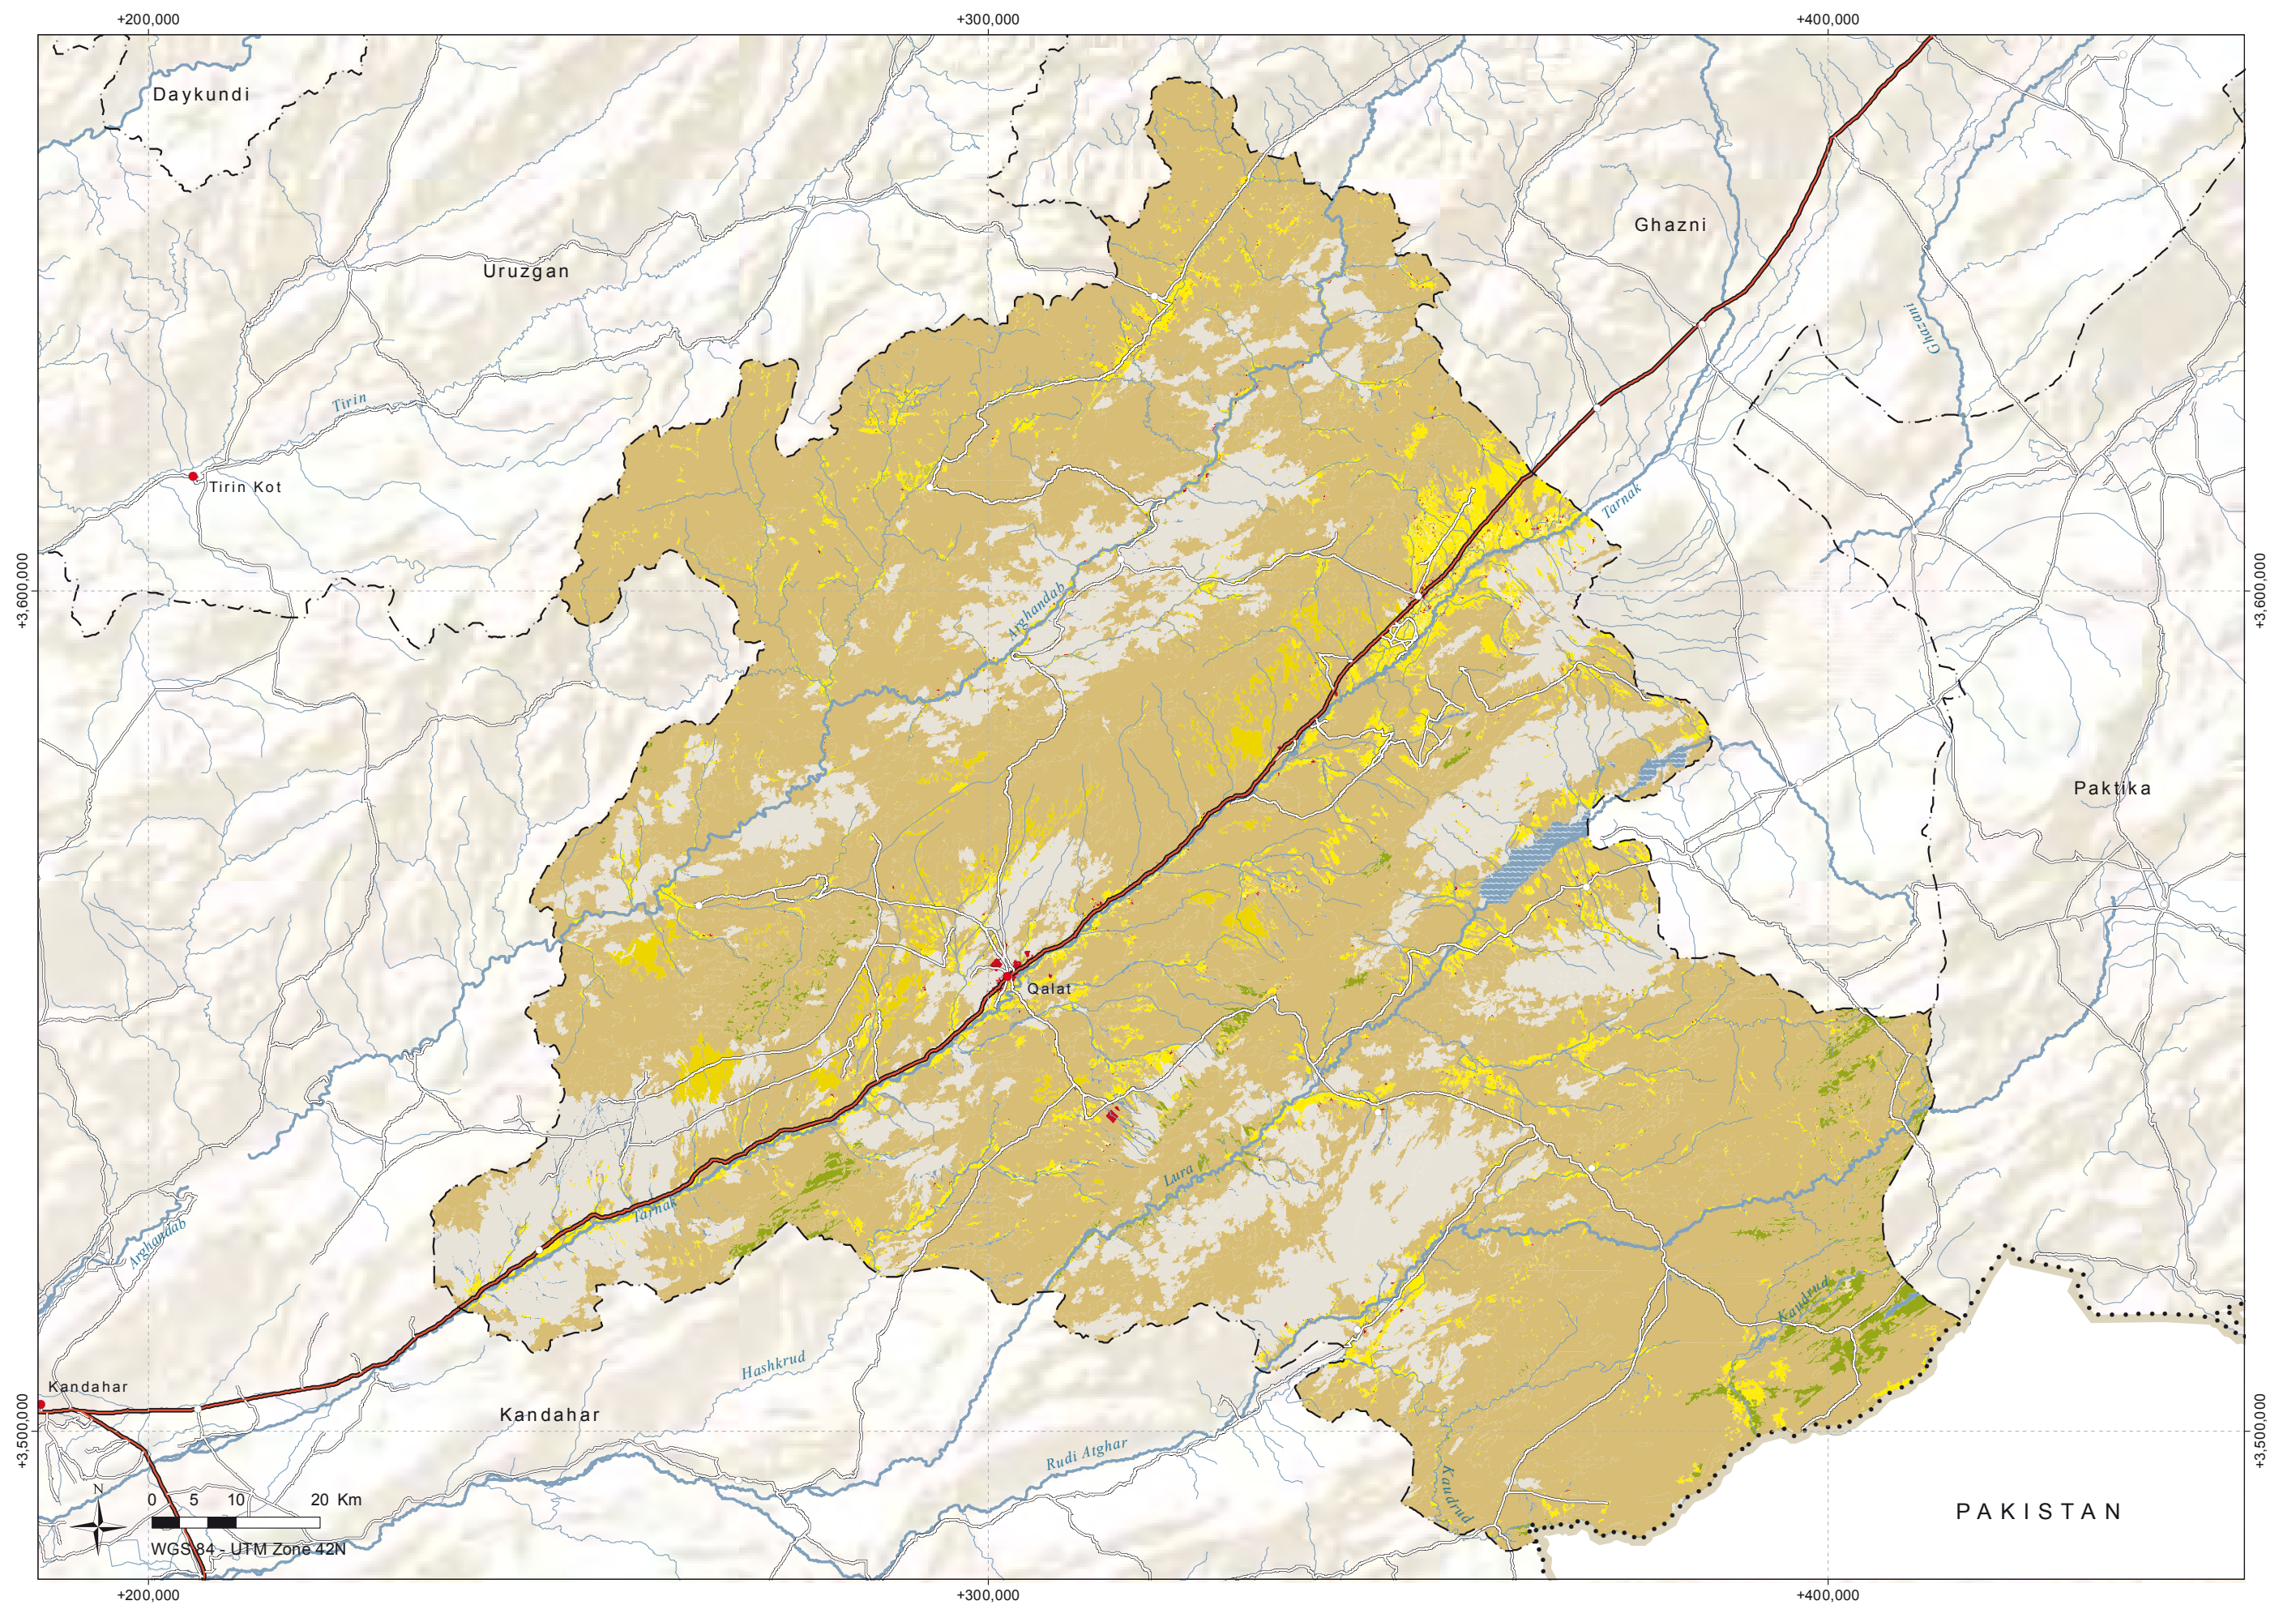 +200,000
+300,000
+400,000
Daykundi
Ghazni
Uruzgan
Ghazani
Tirin
Tirin Kot
Tarnak
+3,600,000
+3,600,000
Arghandab
Paktika
Qalat
Lura
Tarnak
Arghandab
Kaudrud
Hashkrud
Kandahar
Kandahar
+3,500,000
+3,500,000
Rudi Atghar
Kaudrud
N
0 5 10 20 Km
PAKISTAN
WGS 84 - UTM Zone 42N
+200,000
+300,000
+400,000